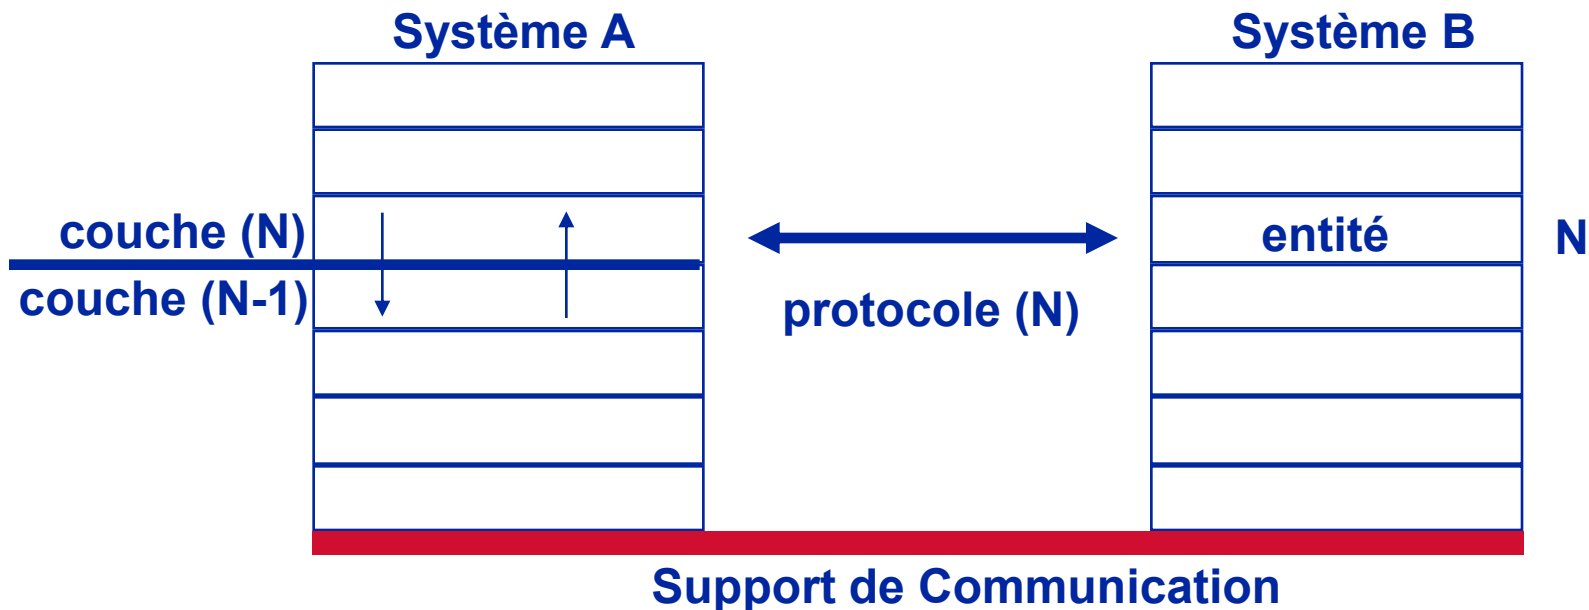 Système A
Système B
couche (N)
entité
N
couche (N-1)
protocole (N)
Support de Communication